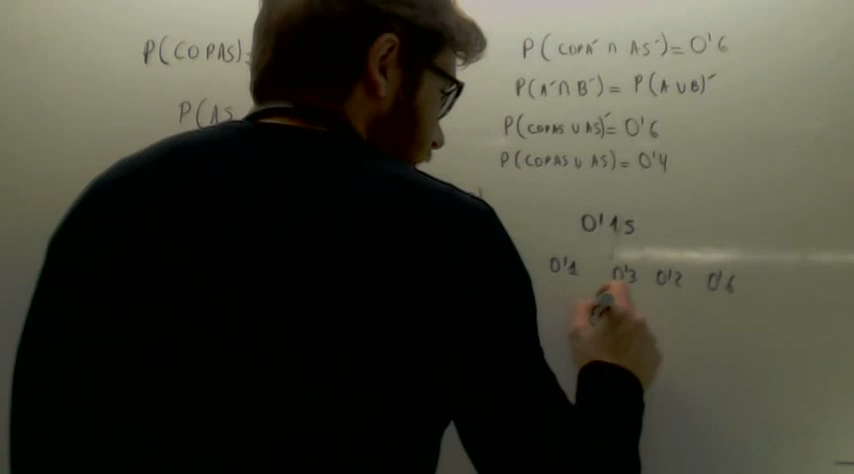 P(COPAS)=
P(AS
P(COPA´ ∩ AS´)= 0'6
P(A´∩ B´) = P(A ∪ B)´
P(COPAS ∪ AS)´= 0'6
P(COPAS ∪ AS)= 0'4
0'15
0'1 0'3 0'2 0'6